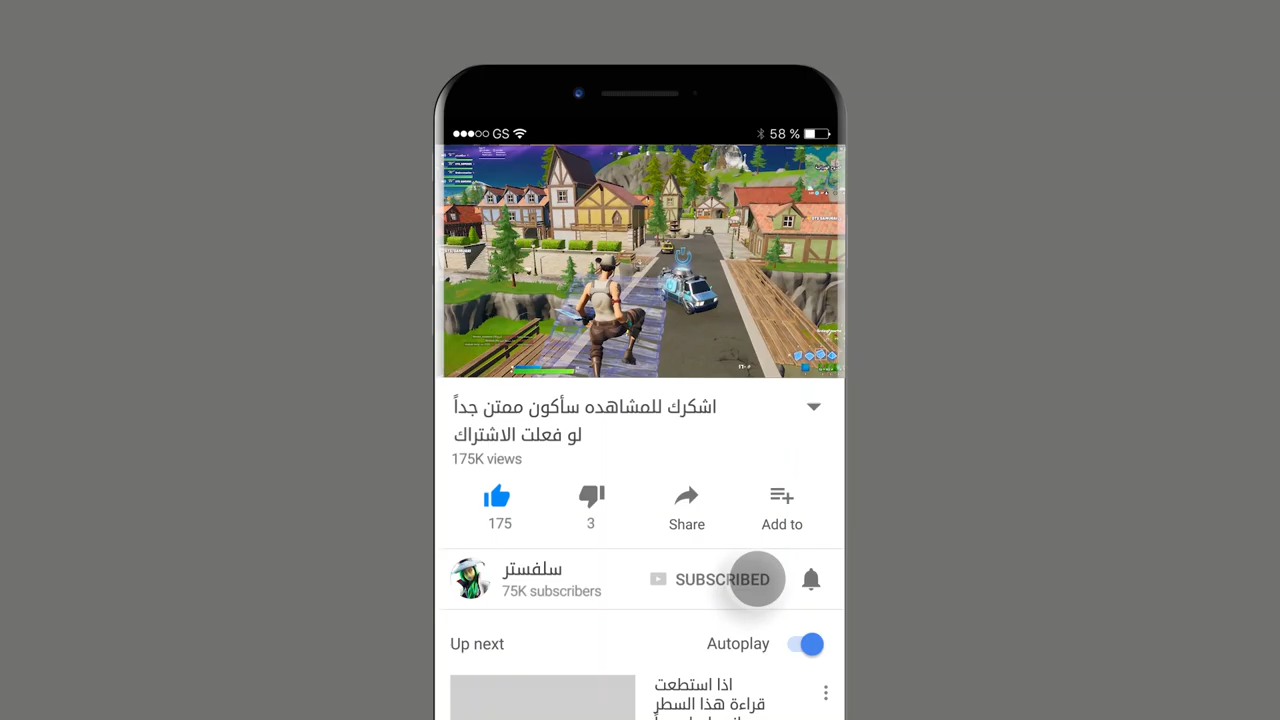 GS
58 %
اشكرك للمشاهده سأكون ممتن جداً
لو فعلت الاشتراك
175K views
175
3
Share
Add to
سلفستر
75K subscribers
SUBSCRIBED
Up next
Autoplay
اذا استطعت
قراءة هذا السطر